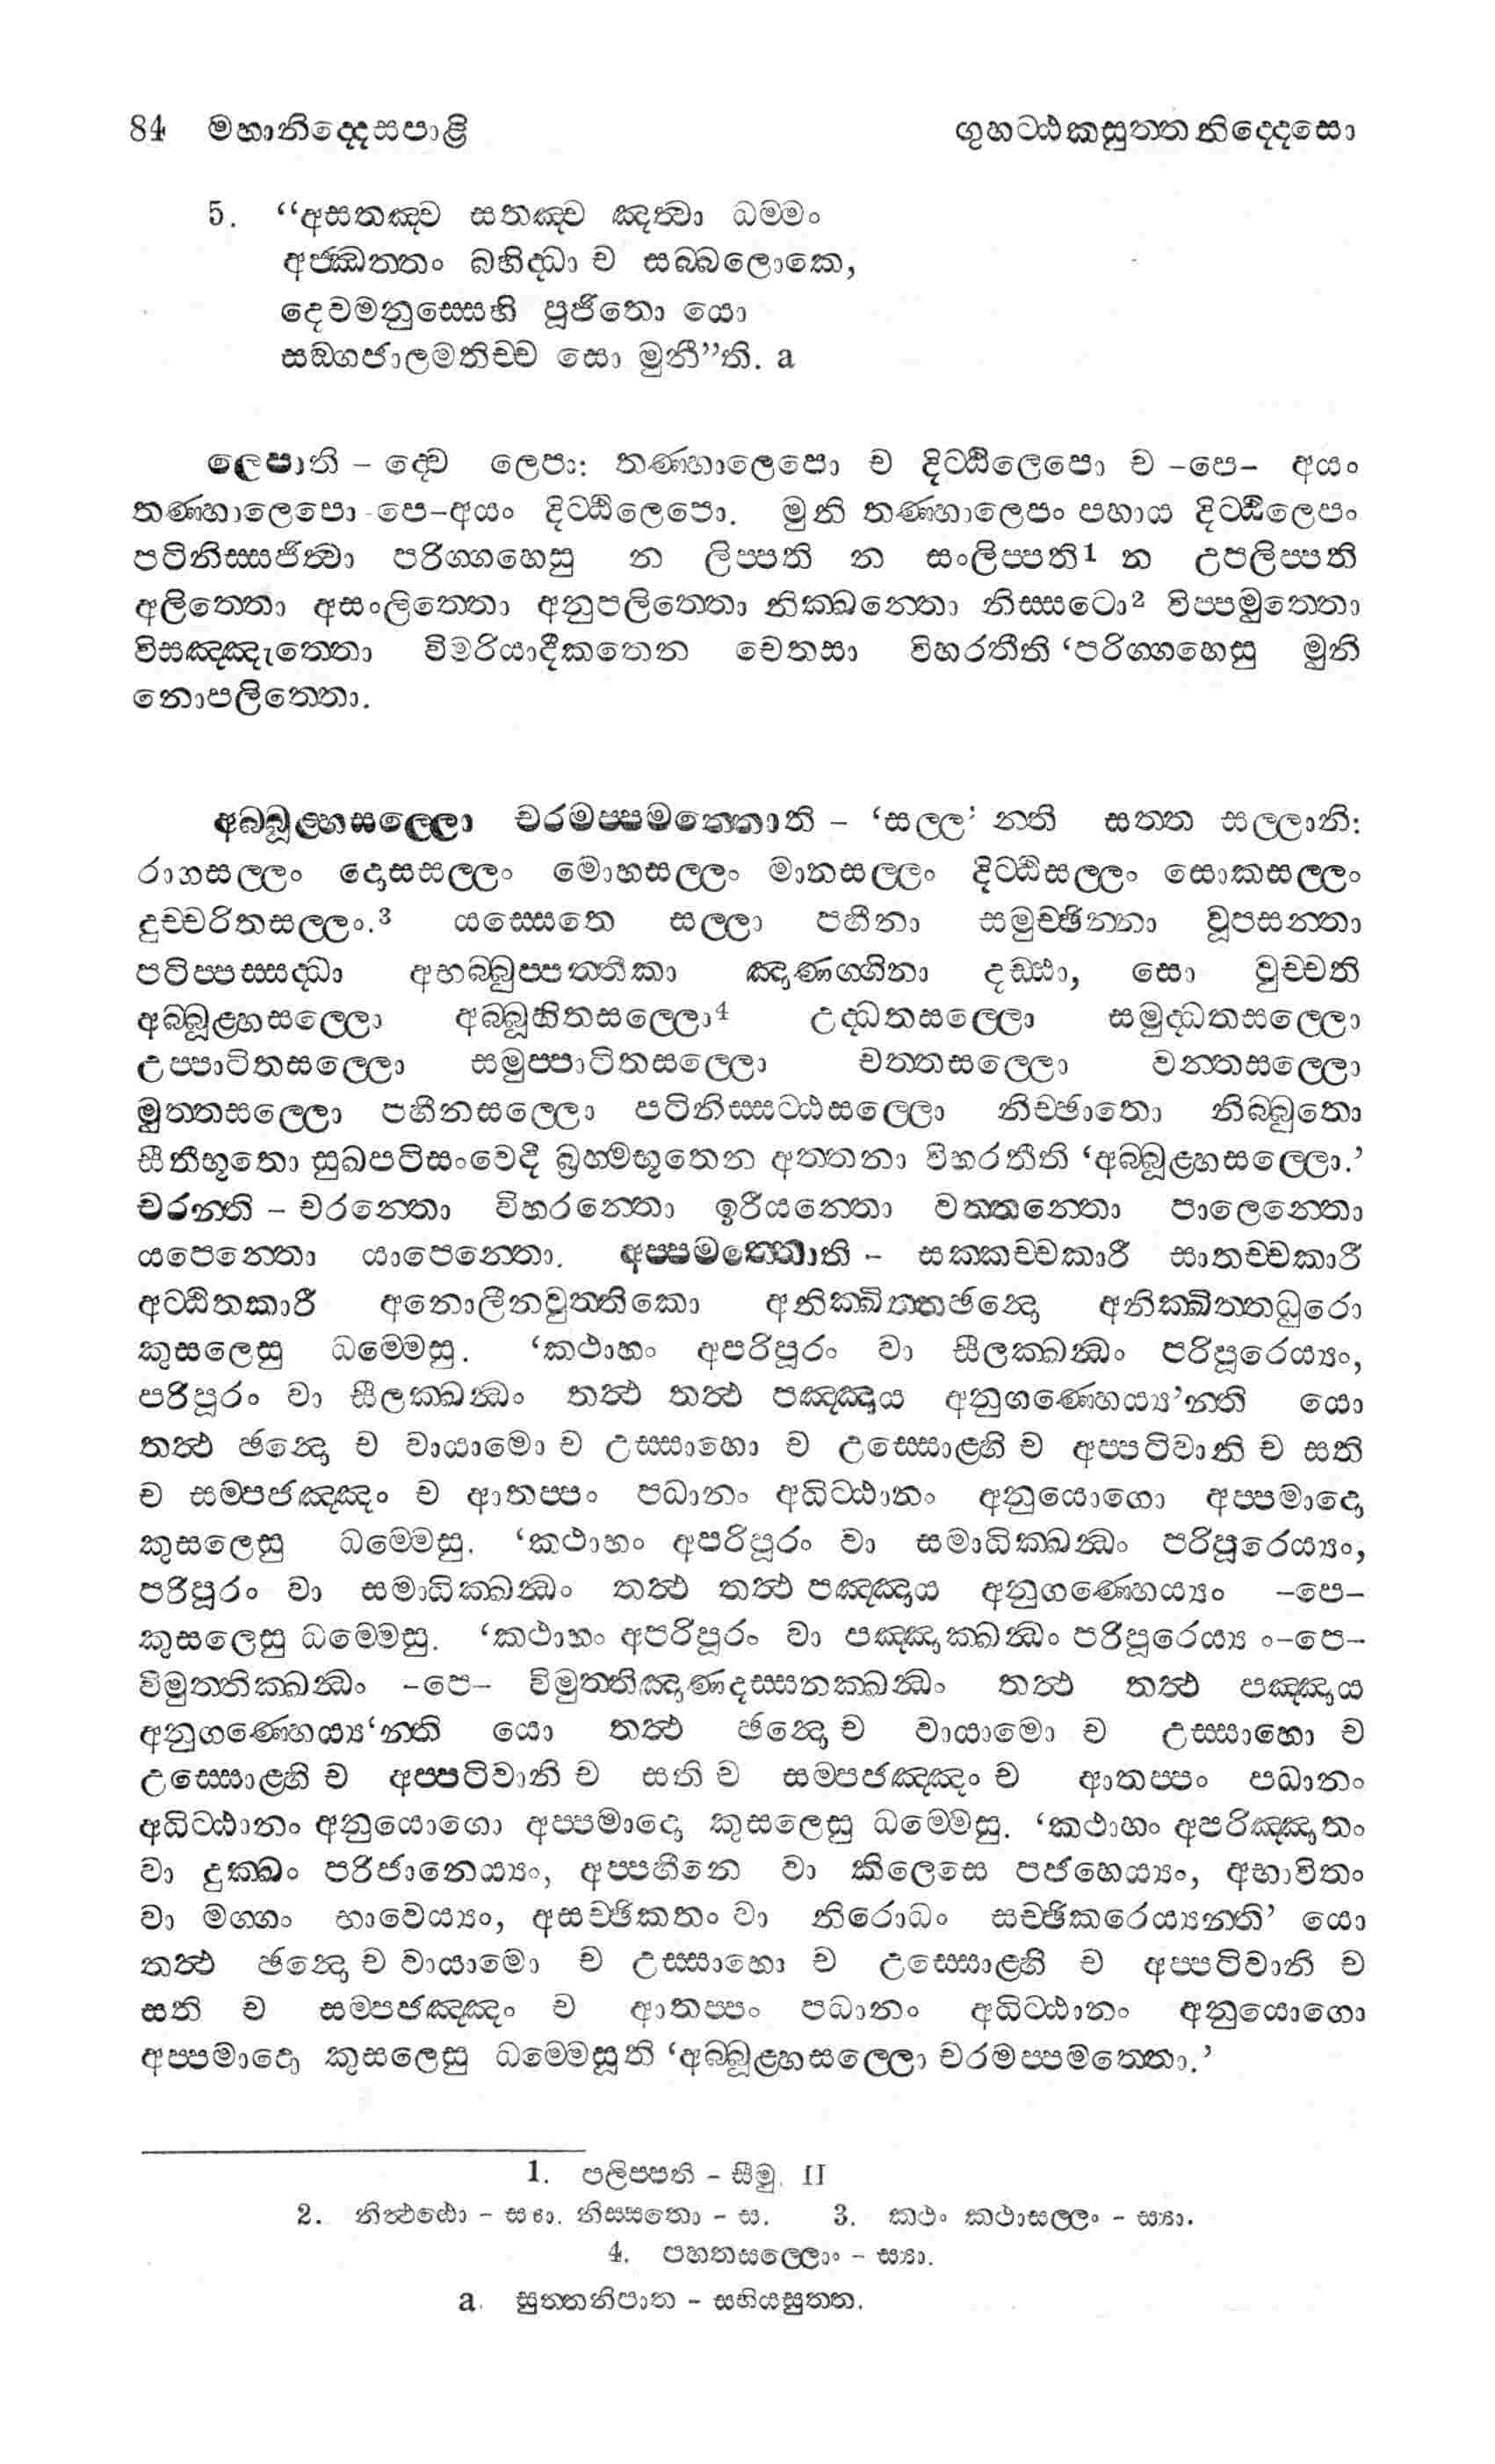 84 මහානිද්දෙසපාළි ගුහට්ඨකසුත්තනිද්දෙසො
5. “අසතඤ්ච සතඤ්ච ඤත්වා ධම්මං
අජ්ඣත්තං බහිද්ධා ච සබ්බලොකෙ,
දෙවමනුස්සෙහි පූජිතො යො
සඞ්ගජාලමතිච්ච සො මුනී”ති. a
ලෙපාති – ද්වෙ ලෙපා: තණ්හාලෙපො ච දිට්ඨිලෙපො ච –පෙ– අයං
තණ්හාලෙපො -පෙ–අයං දිට්ඨිලෙපො. මුනි තණ්හාලෙපං පහාය දිට්ඨිලෙපං
පටිනිස්සජිත්වා පරිග්ගහෙසු න ලිප්පති න සංලිප්පති1 න උපලිප්පති
අලිත්තො අසංලිත්තො අනුපලිත්තො නික්ඛන්තො නිස්සටො2 විප්පමුත්තො
විසඤ්ඤුත්තො විමරියාදීකතෙන චෙතසා විහරතීති ‘පරිග්ගහෙසු මුනි
නොපලිත්තො.
අබ්බූළ්හසල්ලො චරමප්පමත්තොති – ‘සල්ල’ න්ති සත්ත සල්ලානි:
රාගසල්ලං දොසසල්ලං මොහසල්ලං මානසල්ලං දිට්ඨිසල්ලං සොකසල්ලං
දුච්චරිතසල්ලං.3 යස්සෙතෙ සල්ලා පහීනා සමුච්ඡින්නා වූපසන්තා
පටිප්පස්සද්ධා අභබ්බුප්පත්තිකා ඤාණග්ගිනා දඩ්ඪා, සො වුච්චති
අබ්බූළ්හසල්ලො අබ්බූහිතසල්ලො4 උද්ධතසල්ලො සමුද්ධතසල්ලො
උප්පාටිතසල්ලො සමුප්පාටිතසල්ලො චත්තසල්ලො වන්තසල්ලො
මුත්තසල්ලො පහීනසල්ලො පටිනිස්සට්ඨසල්ලො නිච්ඡාතො නිබ්බුතො
සීතීභූතො සුඛපටිසංවෙදී බ්‍රහ්මභූතෙන අත්තනා විහරතීති ‘අබ්බූළ්හසල්ලො.’
චරන්ති – චරන්තො විහරන්තො ඉරීයන්තො වත්තන්තො පාලෙන්තො
යපෙන්තො යාපෙන්තො. අප්පමත්තොති – සක්කච්චකාරී සාතච්චකාරී
අට්ඨිතකාරී අනොලීනවුත්තිකො අනික්ඛිත්තඡන්දො අනික්ඛිත්තධුරො
කුසලෙසු ධම්මෙසු. ‘කථාහං අපරිපූරං වා සීලක්ඛන්ධං පරිපූරෙය්‍යං,
පරිපූරං වා සීලක්ඛන්ධං තත්ථ තත්ථ පඤ්ඤාය අනුගණ්හෙය්‍ය’න්ති යො
තත්ථ ඡන්දො ච වායාමො ච උස්සාහො ච උස්සොළ්හි ච අප්පටිවානි ච සති
ච සම්පජඤ්ඤං ච ආතප්පං පධානං අධිට්ඨානං අනුයොගො අප්පමාදො
කුසලෙසු ධම්මෙසු. ‘කථාහං අපරිපූරං වා සමාධික්ඛන්ධං පරිපූරෙය්‍යං,
පරිපූරං වා සමාධික්ඛන්ධං තත්ථ තත්ථ පඤ්ඤාය අනුගණ්හෙය්‍යං –පෙ–
කුසලෙසු ධම්මෙසු. ‘කථාහං අපරිපූරං වා පඤ්ඤාක්ඛන්ධං පරිපූරෙය්‍ය ං–පෙ–
විමුත්තික්ඛන්ධං –පෙ– විමුත්තිඤාණදස්සනක්ඛන්ධං තත්ථ තත්ථ පඤ්ඤාය
අනුගණ්හෙය්‍ය‘න්ති යො තත්ථ ඡන්දො ච වායාමො ච උස්සාහො ච
උස්සොළ්හි ච අප්පටිවානි ච සති ච සම්පජඤ්ඤං ච ආතප්පං පධානං
අධිට්ඨානං අනුයොගො අප්පමාදො කුසලෙසු ධම්මෙසු. ‘කථාහං අපරිඤ්ඤාතං
වා දුක්ඛං පරිජානෙය්‍යං, අප්පහීනෙ වා කිලෙසෙ පජහෙය්‍යං, අභාවිතං
වා මග්ගං භාවෙය්‍යං, අසච්ඡිකතං වා නිරොධං සච්ඡිකරෙය්‍යන්ති’ යො
තත්ථ ඡන්දො ච වායාමො ච උස්සාහො ච උස්සොළ්හි ච අප්පටිවානි ච
සති ච සම්පජඤ්ඤං ච ආතප්පං පධානං අධිට්ඨානං අනුයොගො
අප්පමාදො කුසලෙසු ධම්මෙසූති ‘අබ්බූළ්හසල්ලො චරමප්පමත්තො.’
1. පලිප්පති – සීමු. II
2. නිස්සතො – ස. 3. කථං කථාසල්ලං – ස්‍යා.
4. පහතසල්ලොං – ස්‍යා.
a. සුත්තනිපාත – සභියසුත්ත.